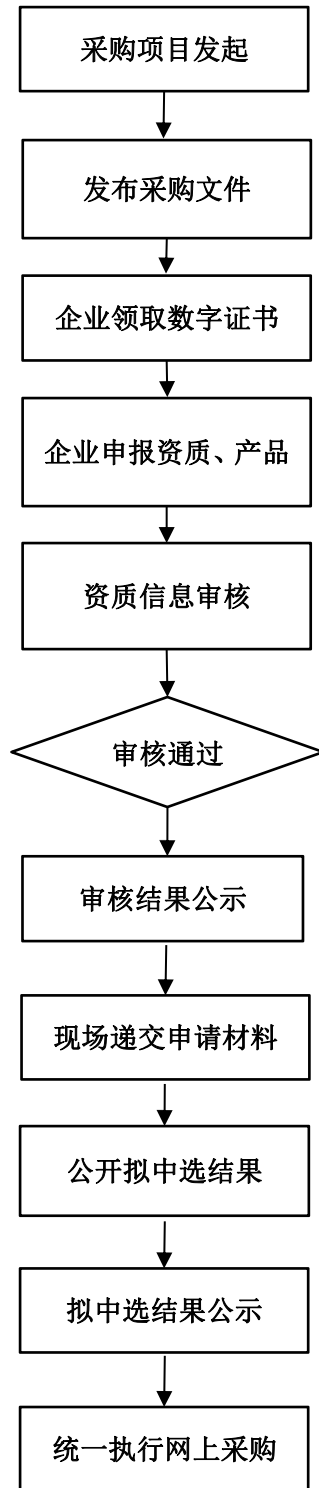 采购项目发起
发布采购文件
企业领取数字证书
企业申报资质、产品
资质信息审核
审核通过
审核结果公示
现场递交申请材料
公开拟中选结果
拟中选结果公示
统一执行网上采购